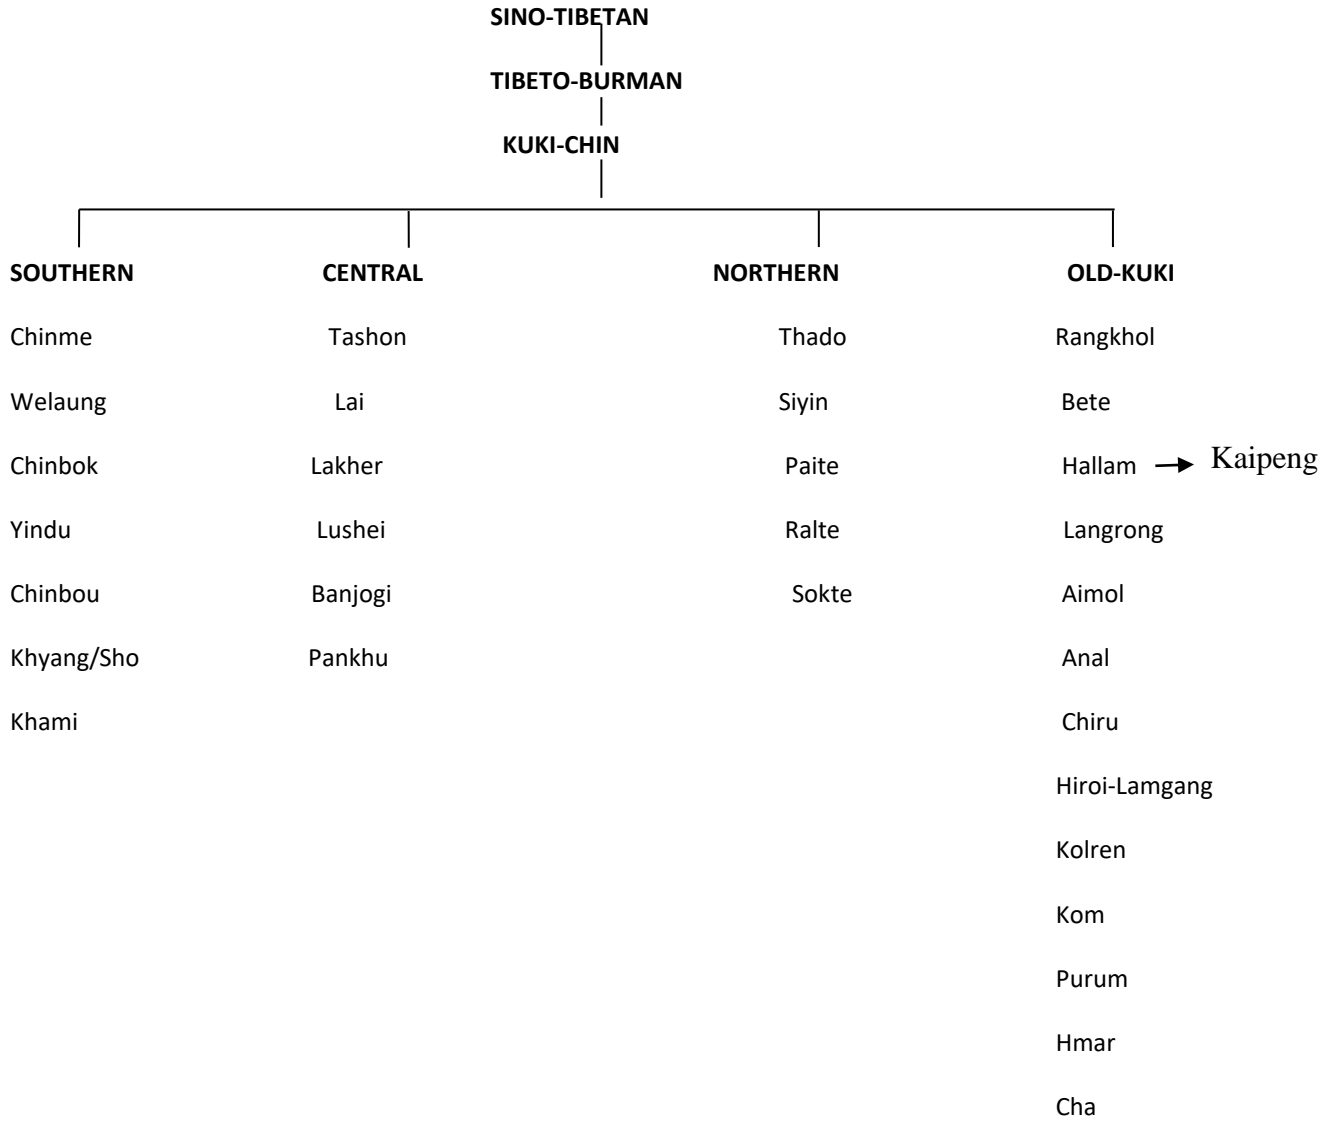 SINO-TIBETAN
TIBETO-BURMAN
KUKI-CHIN
SOUTHERN CENTRAL NORTHERN OLD-KUKI
Chinme Tashon Thado Rangkhol
Welaung Lai Siyin Bete
Chinbok Lakher Paite Hallam Kaipeng
Yindu Lushei Ralte Langrong
Chinbou Banjogi Sokte Aimol
Khyang/Sho Pankhu Anal
Khami Chiru
Hiroi-Lamgang
Kolren
Kom
Purum
Hmar
Cha